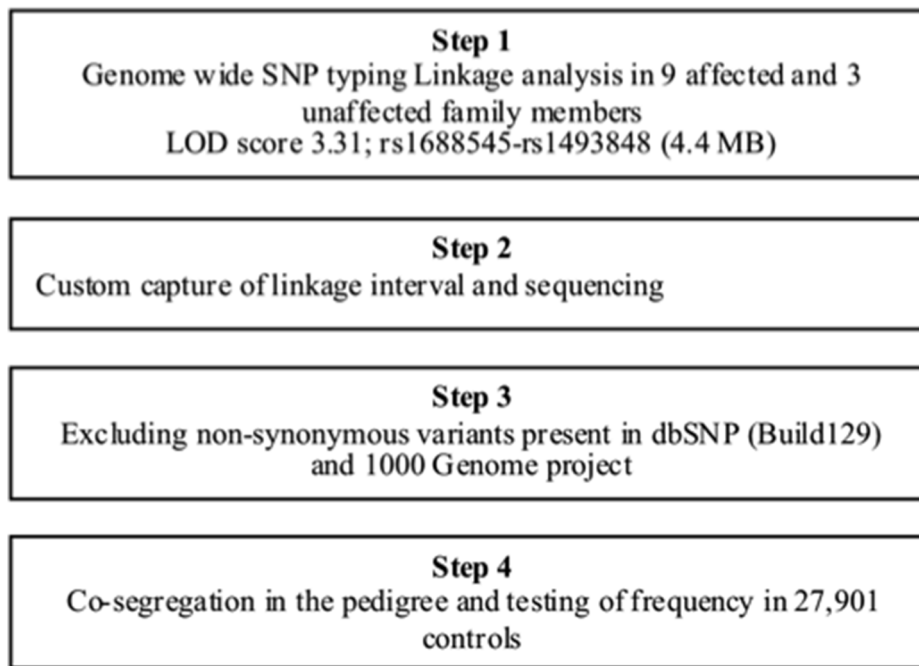 Step 1
Genome wide SNP typing Linkage analysis in 9 affected and 3
unaffected family members
LOD score 3.31; rs1688545-rs1493848 (4.4 MB)
Step 2
Custom capture of linkage interval and sequencing
Step 3
Excluding non-synonymous variants present in dbSNP (Build129)
and 1000 Genome project
Step 4
Co-segregation in the pedigree and testing of frequency in 27,901
controls